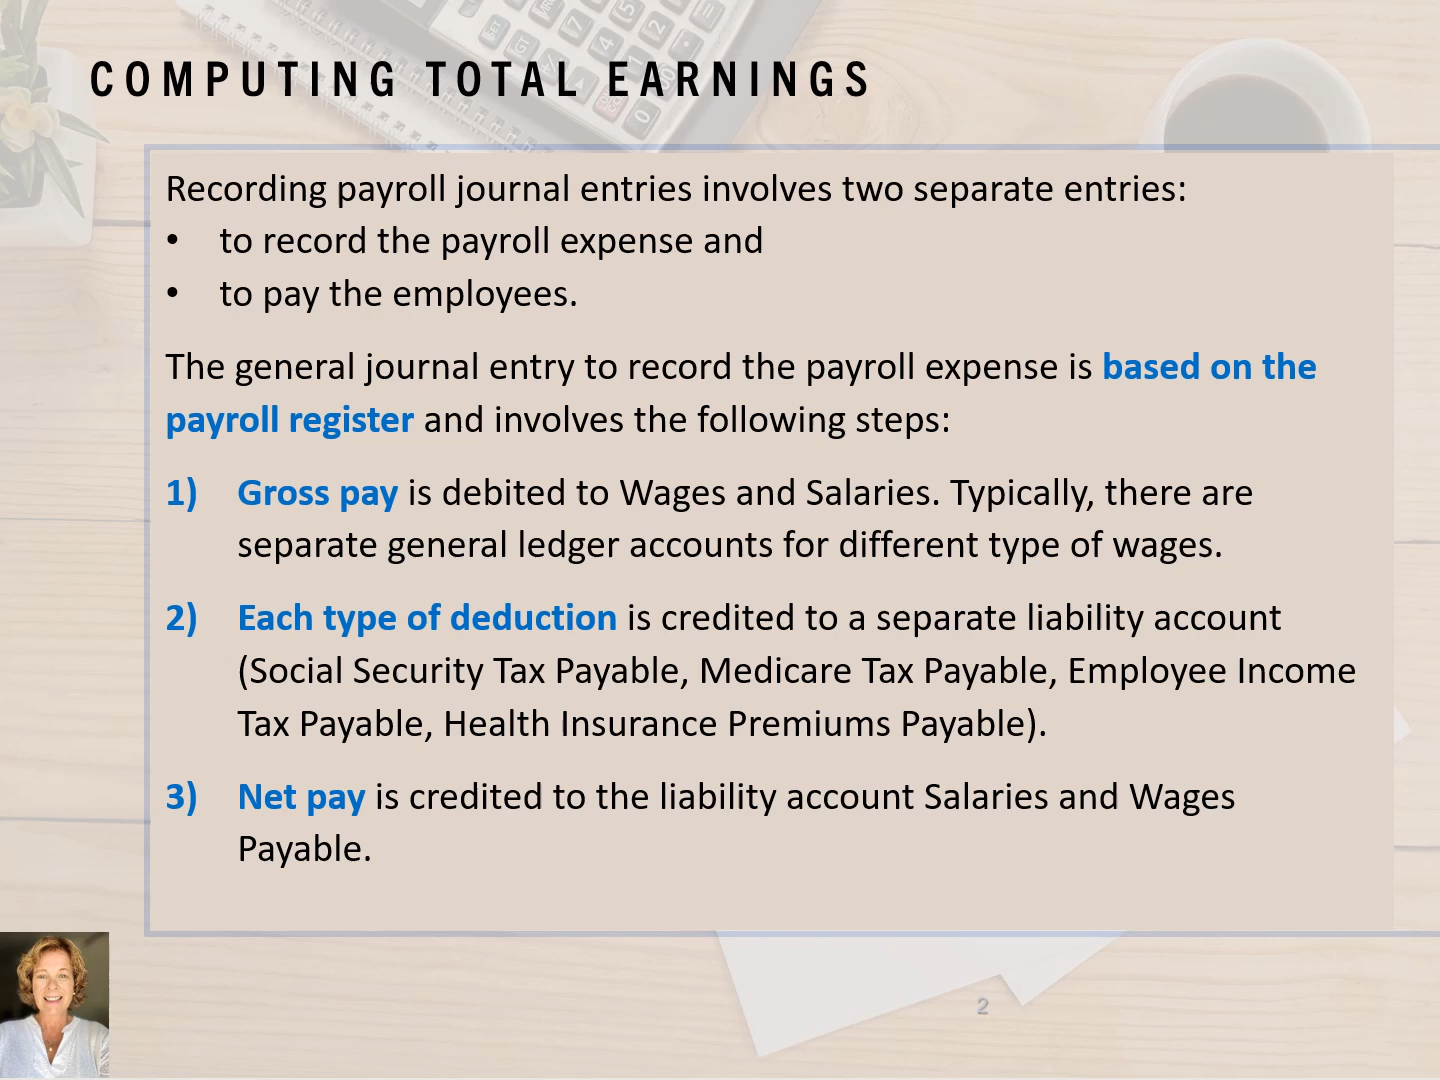 COMPUTING TOTAL EARNINGS
Recording payroll journal entries involves two separate entries:
• to record the payroll expense and
• to pay the employees.
The general journal entry to record the payroll expense is based on the
payroll register and involves the following steps:
1) Gross pay is debited to Wages and Salaries. Typically, there are
separate general ledger accounts for different type of wages.
2) Each type of deduction is credited to a separate liability account
(Social Security Tax Payable, Medicare Tax Payable, Employee Income
Tax Payable, Health Insurance Premiums Payable).
3) Net pay is credited to the liability account Salaries and Wages
Payable.
2